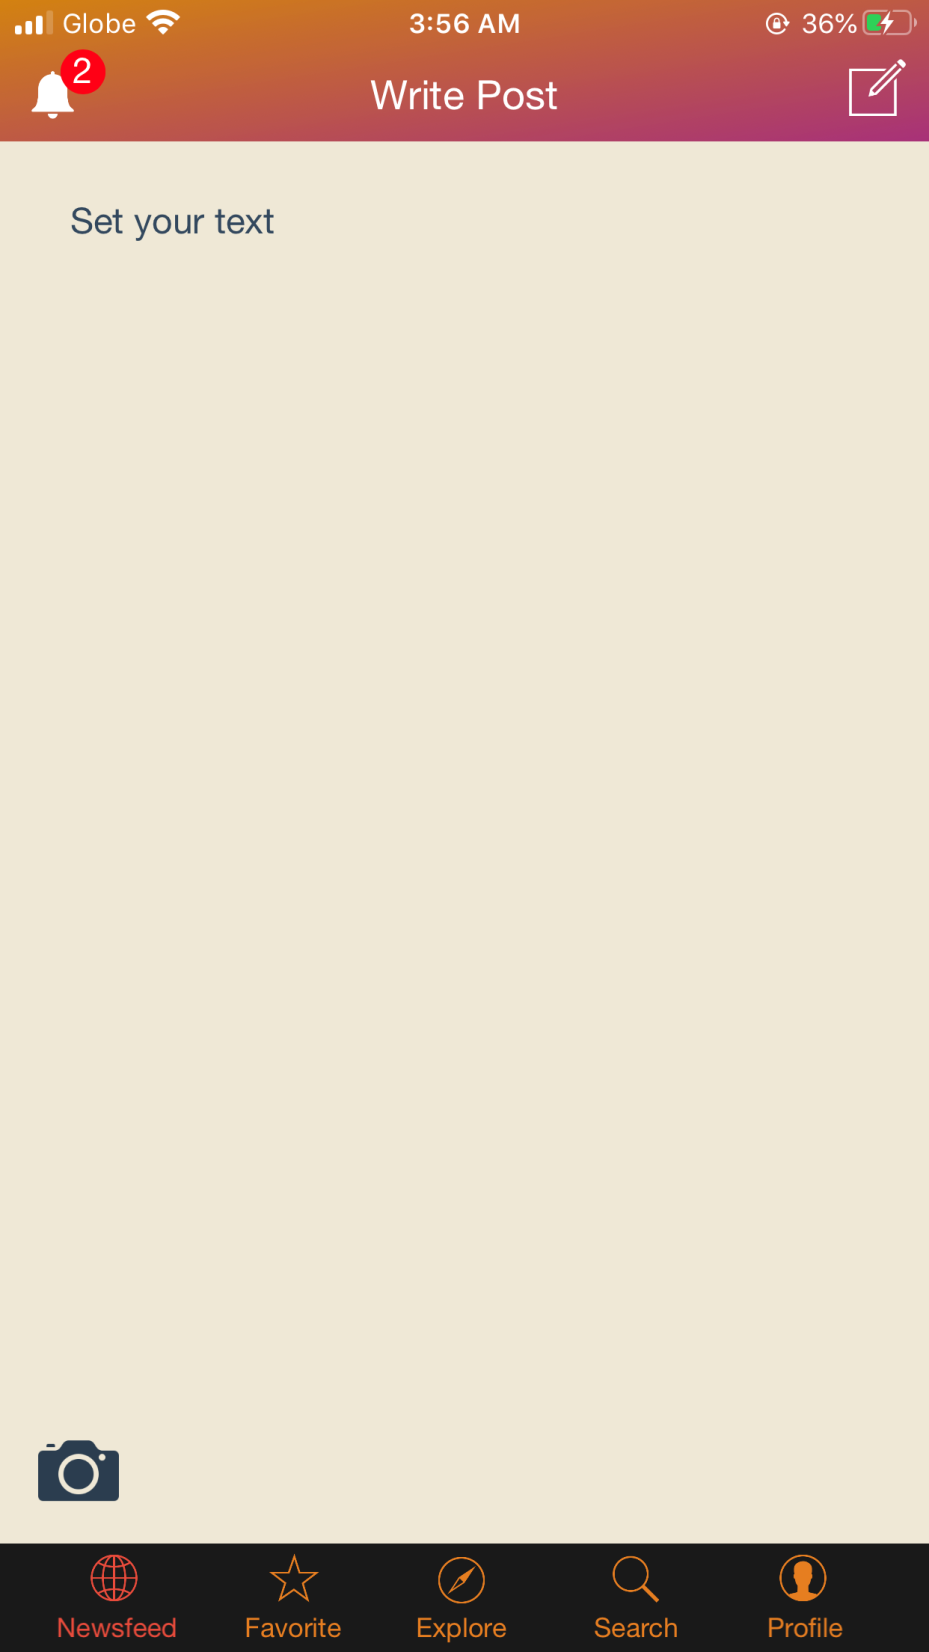 Globe 3:56 AM 36%
2
Write Post
Set your text
Newsfeed Favorite Explore Search Profile